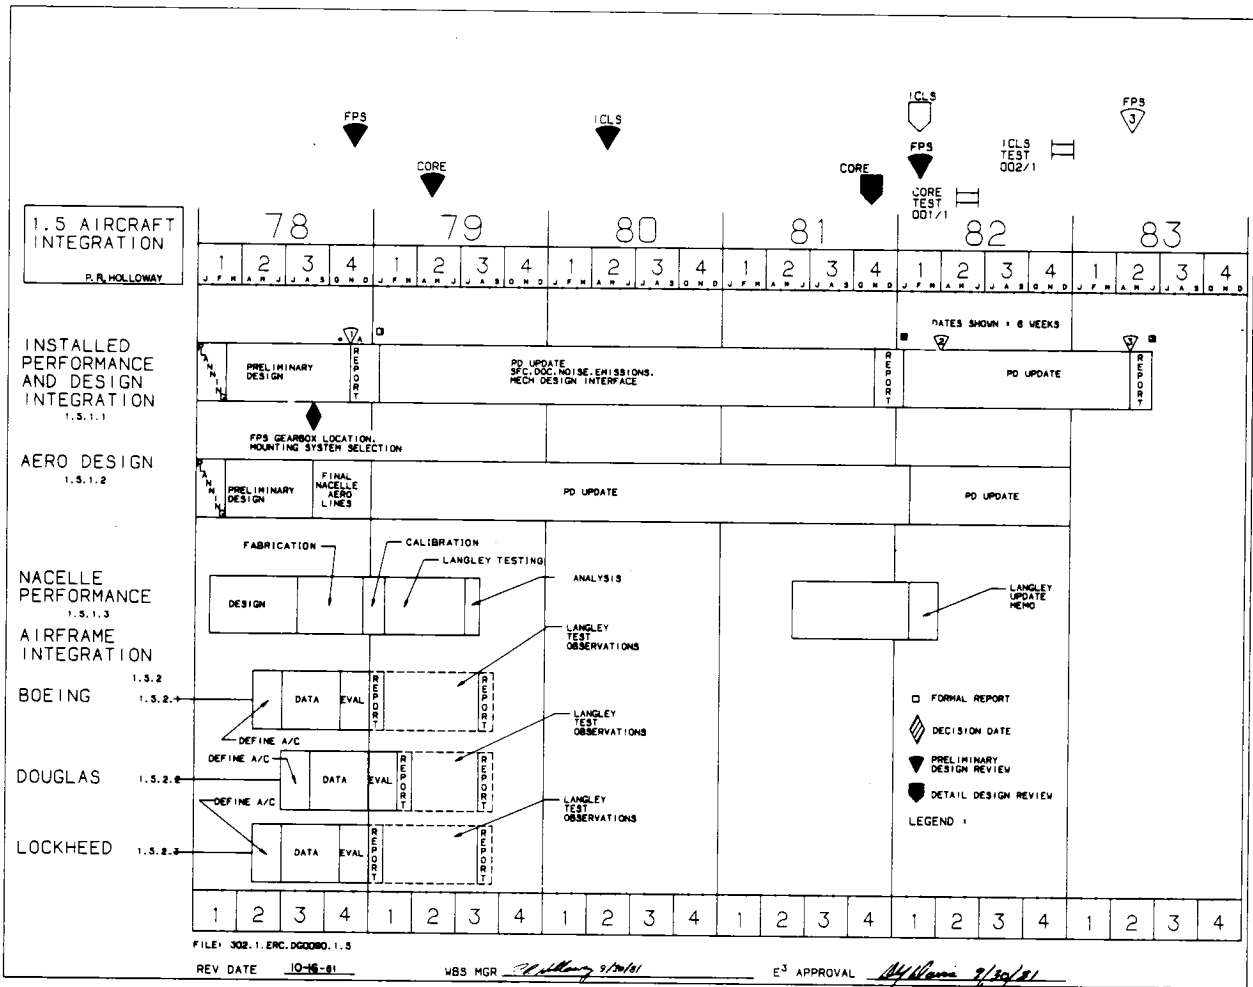 ICLS
FPS
FPS
3
ICLS
ICLS
TEST
002/1
FPS
CORE
CORE
CORE
TEST
001/1
1.5 AIRCRAFT
INTEGRATION
P. R. HOLLOWAY
78 79 80 81 82 83
1 2 3 4 1 2 3 4 1 2 3 4 1 2 3 4 1 2 3 4 1 2 3 4
J F M A M J J A S O N D J F M A M J J A S O N D J F M A M J J A S O N D J F M A M J J A S O N D J F M A M J J A S O N D J F M A M J J A S O N D
DATES SHOWN : 6 WEEKS
INSTALLED
PERFORMANCE
AND DESIGN
INTEGRATION
1.5.1.1
PLANNING
PRELIMINARY
DESIGN
1
A
REPORT
PD UPDATE
SFC.DOC.NOISE.EMISSIONS.
MECH DESIGN INTERFACE
REPORT
2
PD UPDATE
3
REPORT
FPS GEARBOX LOCATION.
MOUNTING SYSTEM SELECTION
AERO DESIGN
1.5.1.2
PLANNING
PRELIMINARY
DESIGN
FINAL
NACELLE
AERO
LINES
PD UPDATE
PD UPDATE
FABRICATION
CALIBRATION
LANGLEY TESTING
NACELLE
PERFORMANCE
1.5.1.3
DESIGN
ANALYSIS
LANGLEY
UPDATE
MEMO
AIRFRAME
INTEGRATION
1.5.2
LANGLEY
TEST
OBSERVATIONS
BOEING
1.5.2.1
DATA
EVAL
REPORT
REPORT
DEFINE A/C
LANGLEY
TEST
OBSERVATIONS
DEFINE A/C
DOUGLAS
1.5.2.2
DATA
EVAL
REPORT
REPORT
DEFINE A/C
LANGLEY
TEST
OBSERVATIONS
LOCKHEED
1.5.2.3
DATA
EVAL
REPORT
REPORT
FORMAL REPORT
DECISION DATE
PRELIMINARY
DESIGN REVIEW
DETAIL DESIGN REVIEW
LEGEND :
1 2 3 4 1 2 3 4 1 2 3 4 1 2 3 4 1 2 3 4 1 2 3 4
FILE: 302.1.ERC.DGD080.1.5
REV DATE 10-16-81
WBS MGR P R Holloway 9/30/81
E3 APPROVAL 9/30/81